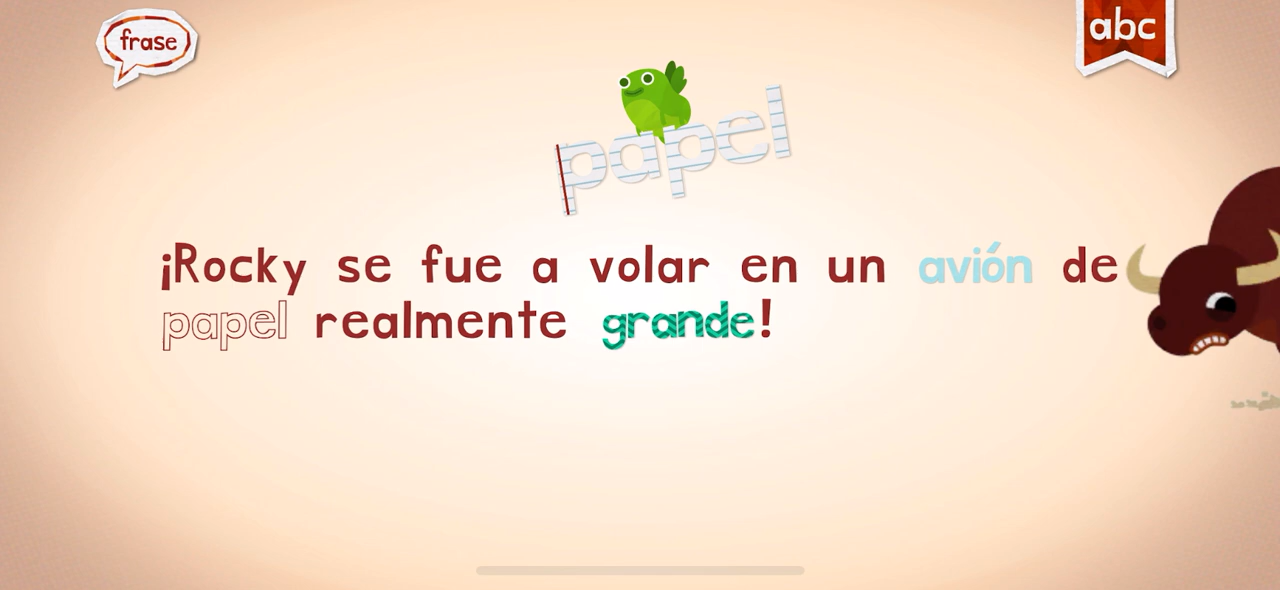 frase
abc
papel
¡Rocky se fue a volar en un avión de
papel realmente grande!